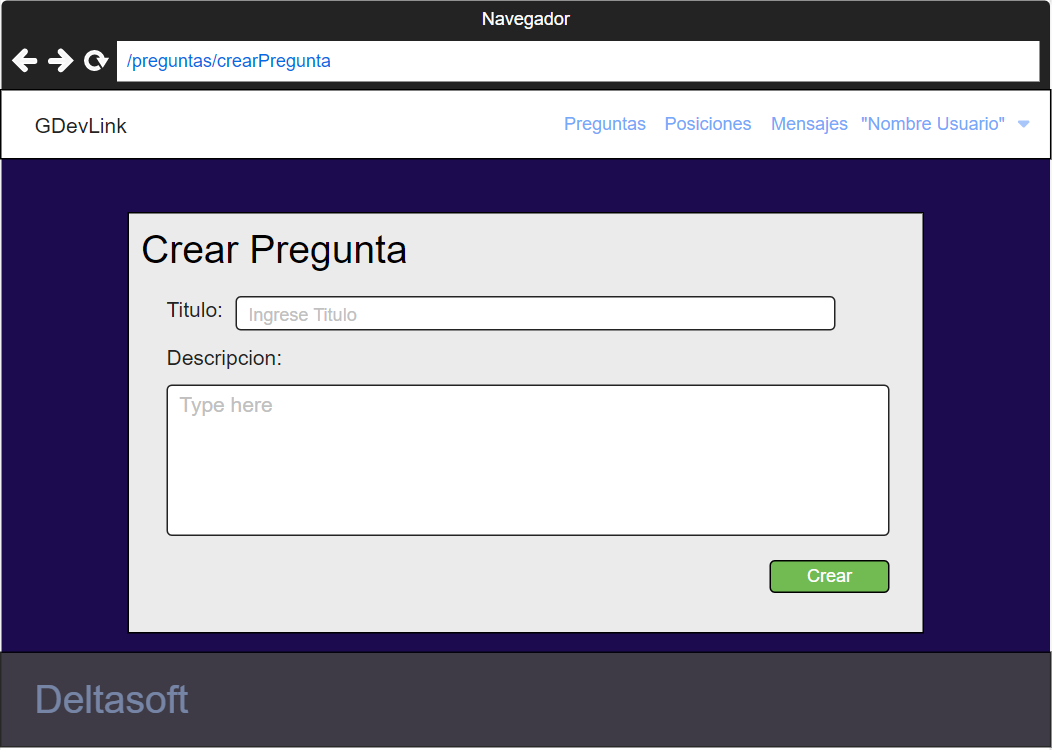 Navegador
/preguntas/crearPregunta
GDevLink
Preguntas Posiciones Mensajes "Nombre Usuario"
Crear Pregunta
Titulo: Ingrese Titulo
Descripcion:
Type here
Crear
Deltasoft